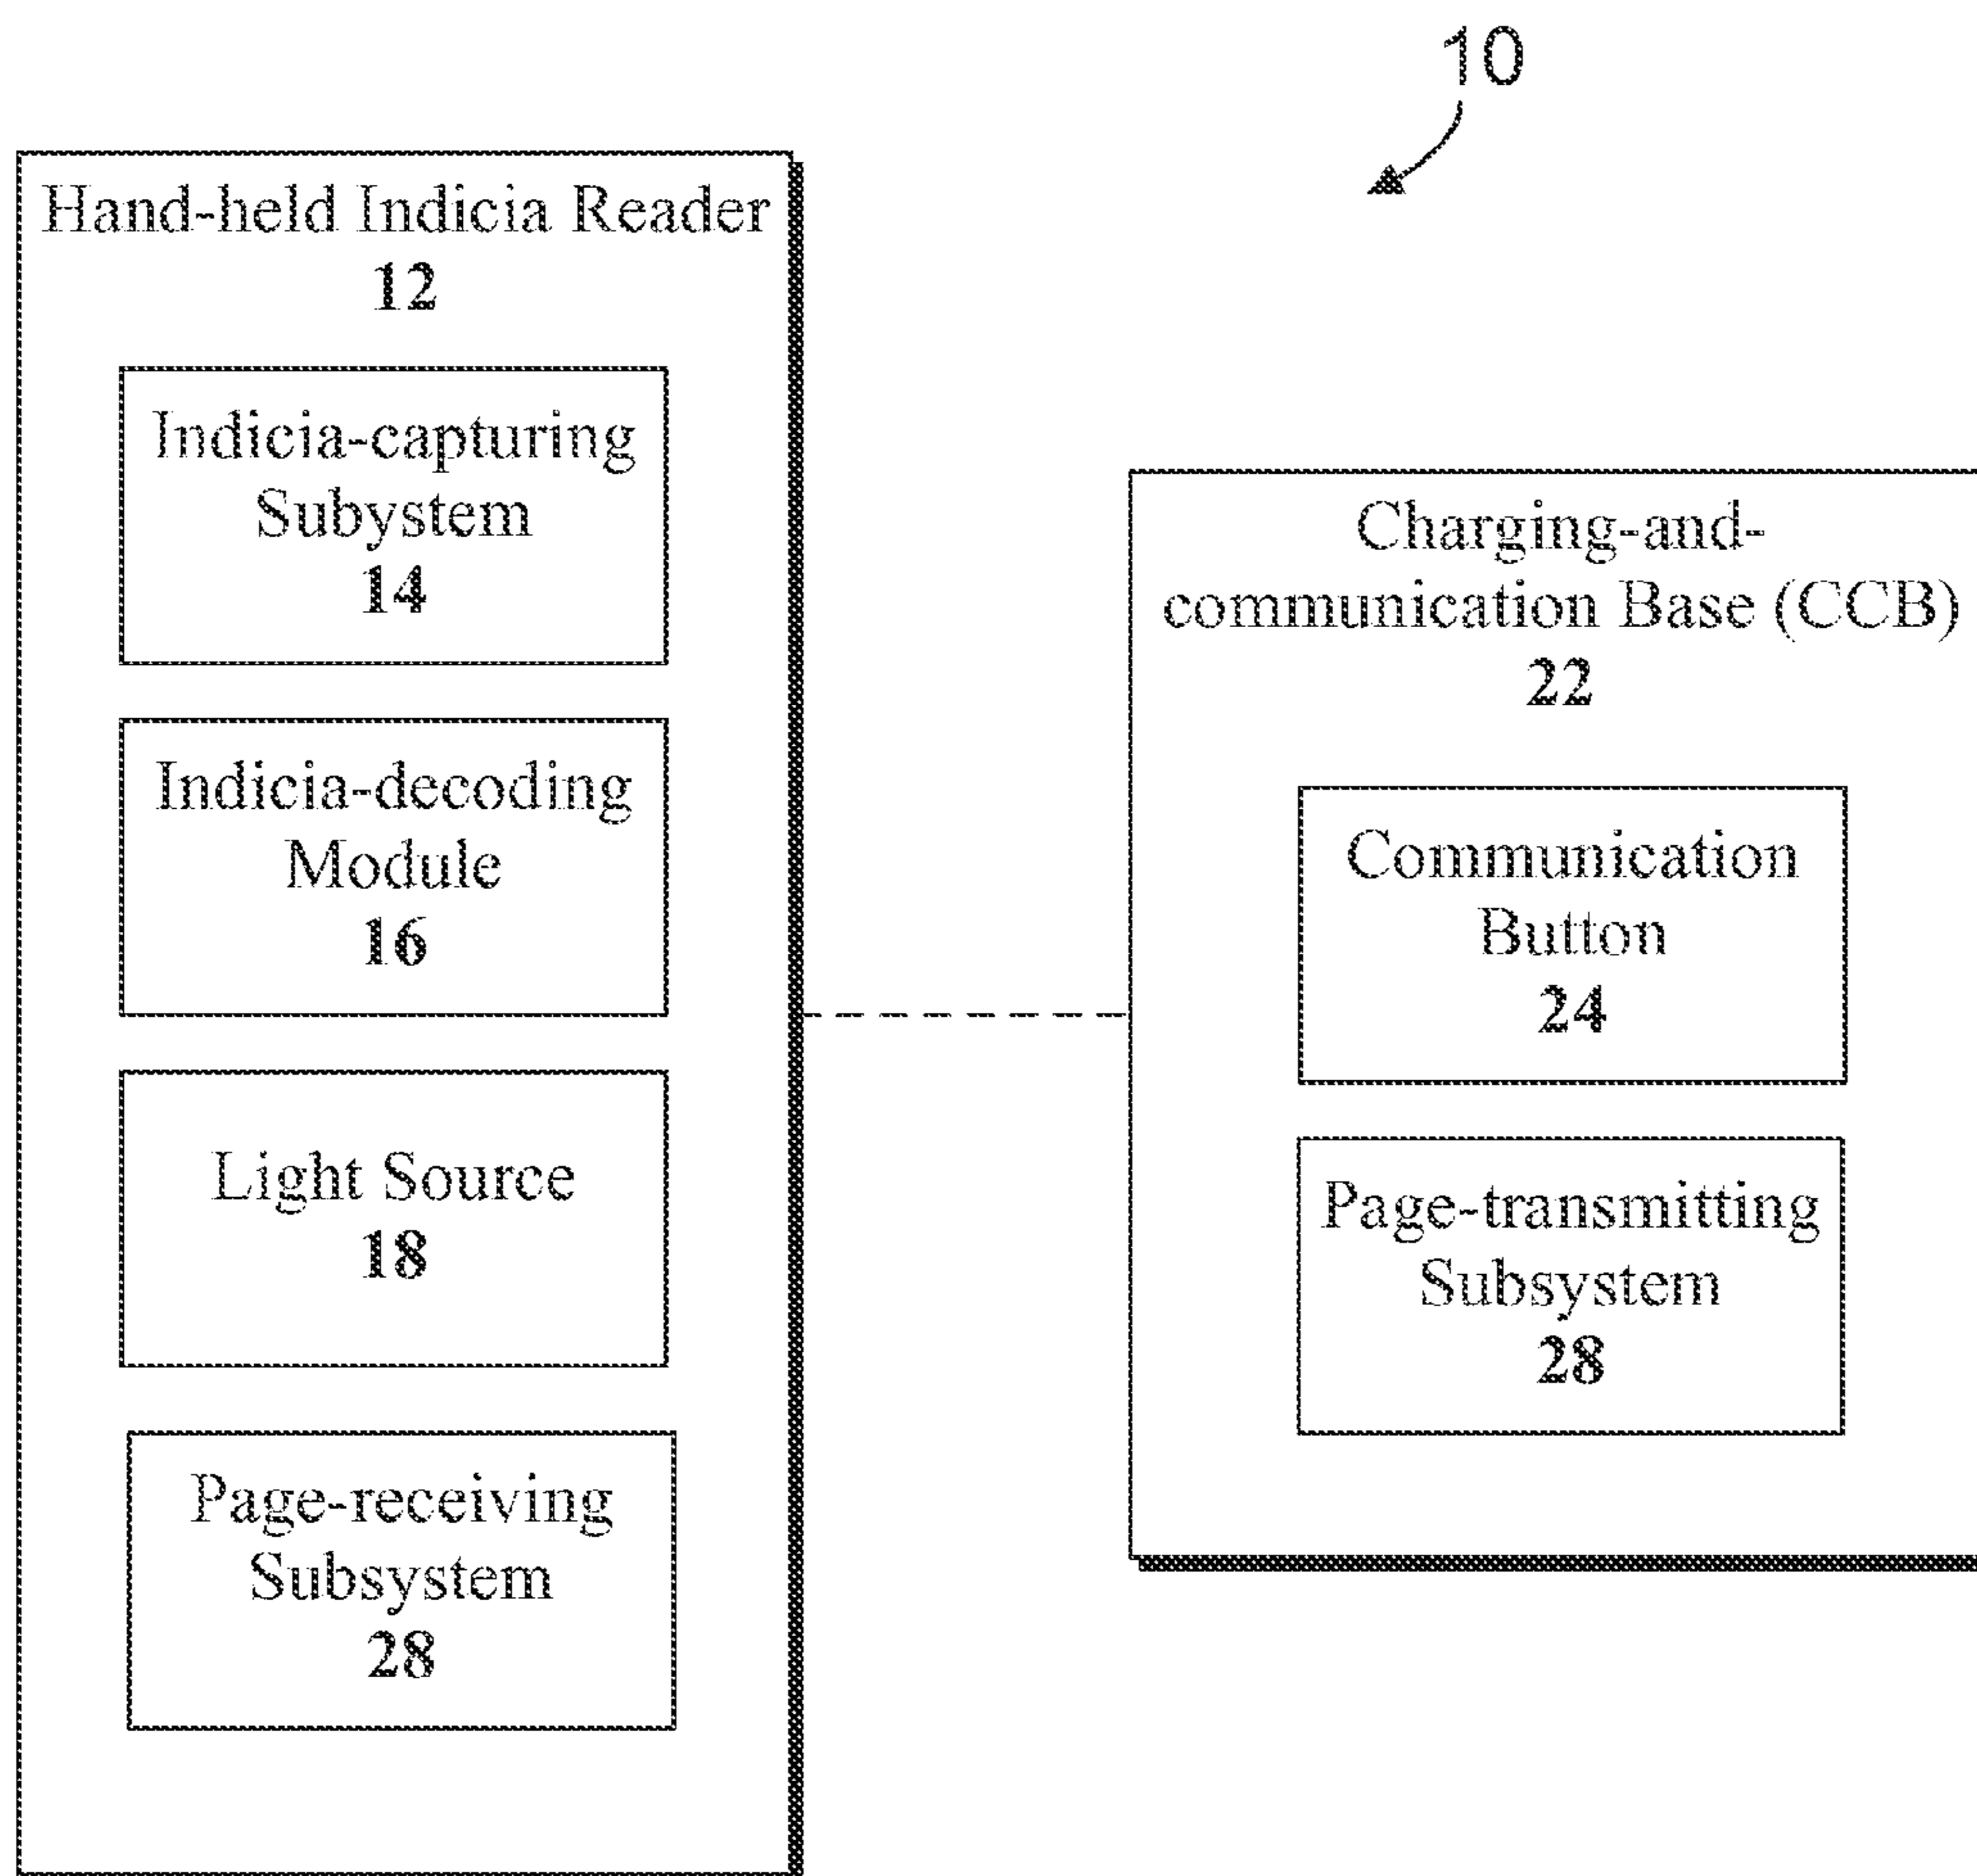 10
Hand-held Indicia Reader
12
Indicia-capturing
Subystem
14
Indicia-decoding
Module
16
Light Source
18
Page-receiving
Subsystem
28
Charging-and-
communication Base (CCB)
22
Communication
Button
24
Page-transmitting
Subsystem
28